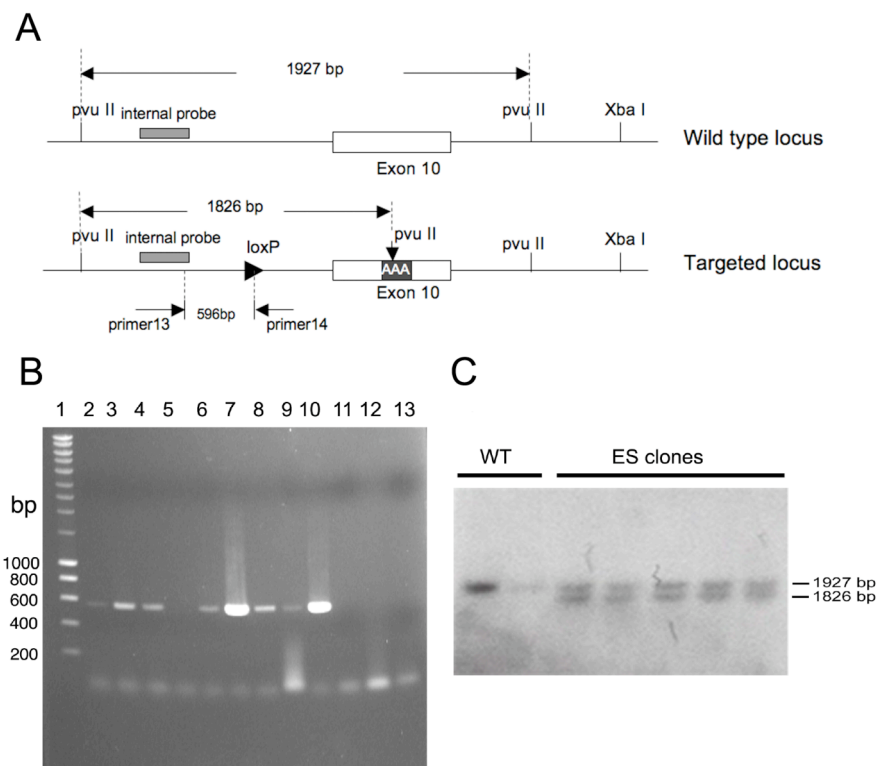 A
1927 bp
pvu II internal probe pvu II Xba I
Wild type locus
Exon 10
1826 bp
pvu II internal probe loxP pvu II pvu II Xba I
AAA
Targeted locus
Exon 10
596bp
primer13 primer14
B
1 2 3 4 5 6 7 8 9 10 11 12 13
bp
1000
800
600
400
200
C
WT ES clones
1927 bp
1826 bp